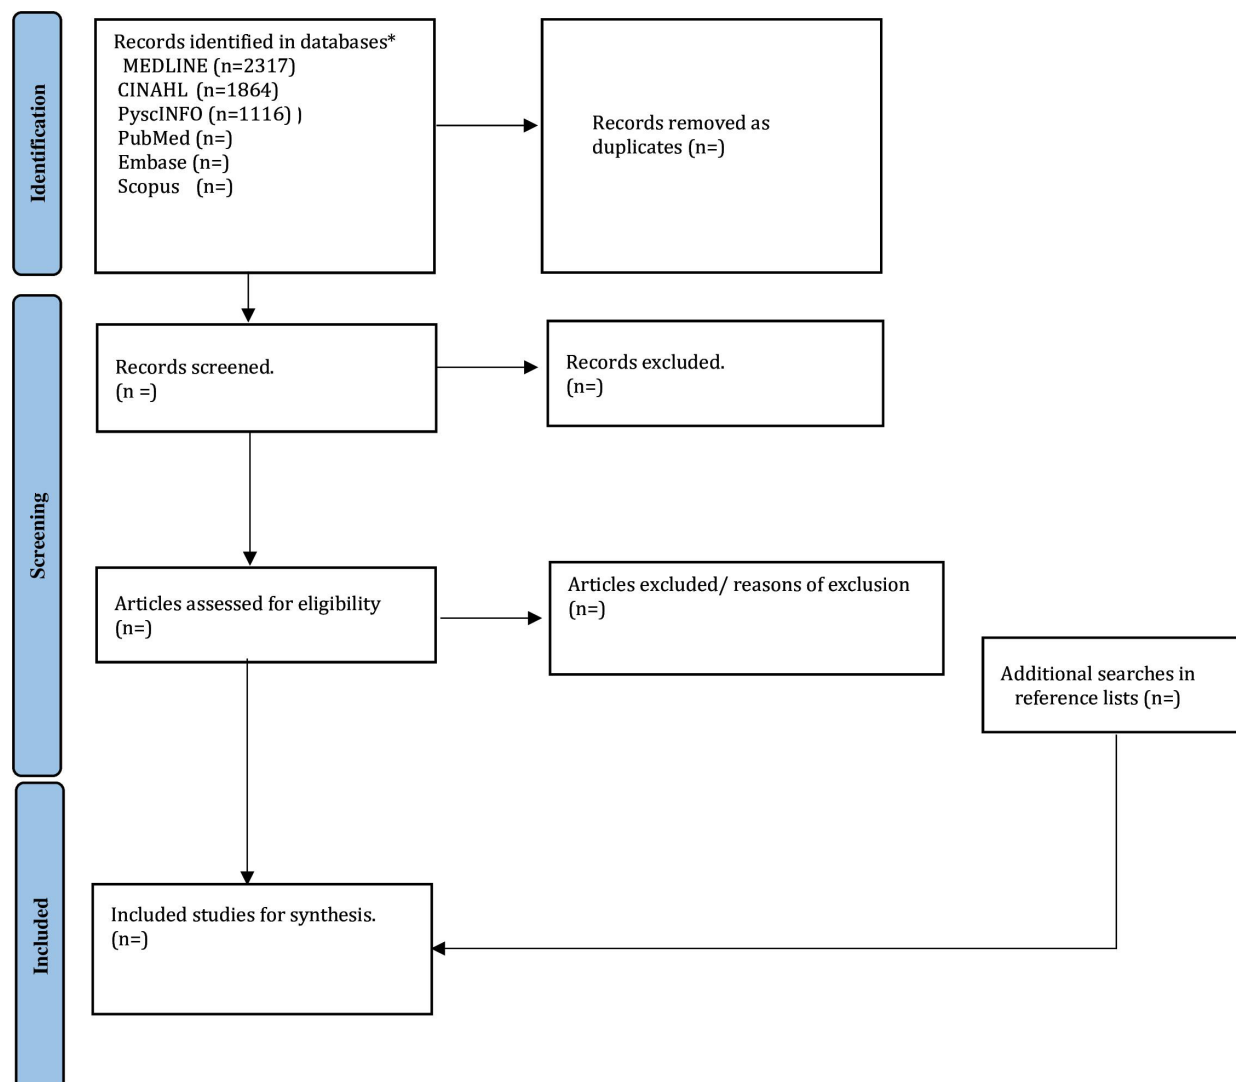 Identification
Records identified in databases*
MEDLINE (n=2317)
CINAHL (n=1864)
PyscINFO (n=1116) )
PubMed (n=)
Embase (n=)
Scopus (n=)
Records removed as
duplicates (n=)
Screening
Records screened.
(n =)
Records excluded.
(n=)
Articles assessed for eligibility
(n=)
Articles excluded/ reasons of exclusion
(n=)
Additional searches in
reference lists (n=)
Included
Included studies for synthesis.
(n=)